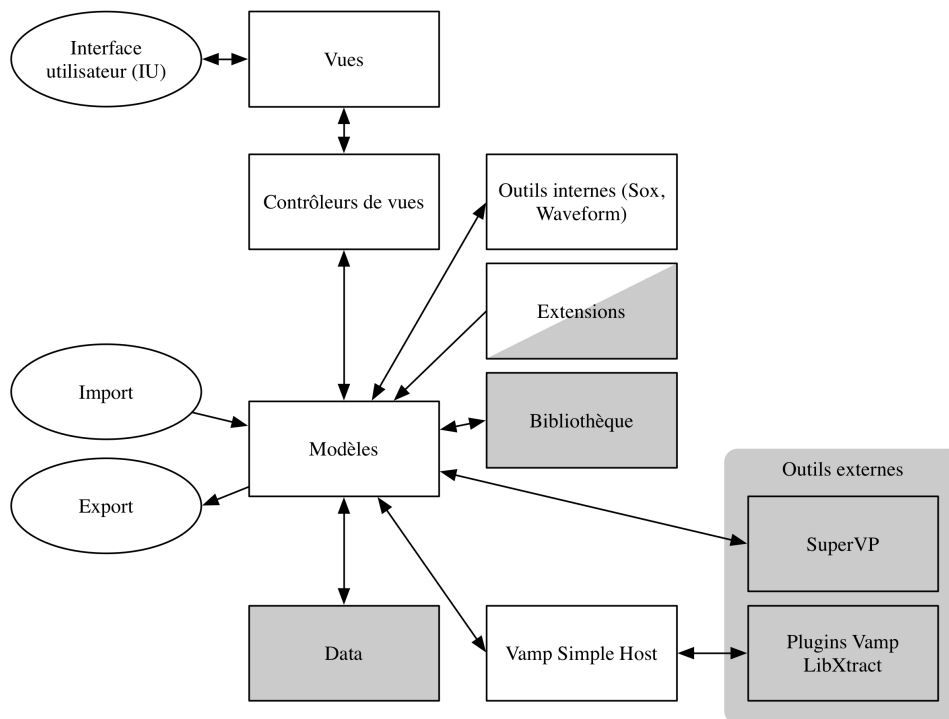 Interface
utilisateur (IU)
Vues
Contrôleurs de vues
Outils internes (Sox,
Waveform)
Extensions
Import
Modèles
Bibliothèque
Export
Outils externes
SuperVP
Data
Vamp Simple Host
Plugins Vamp
LibXtract